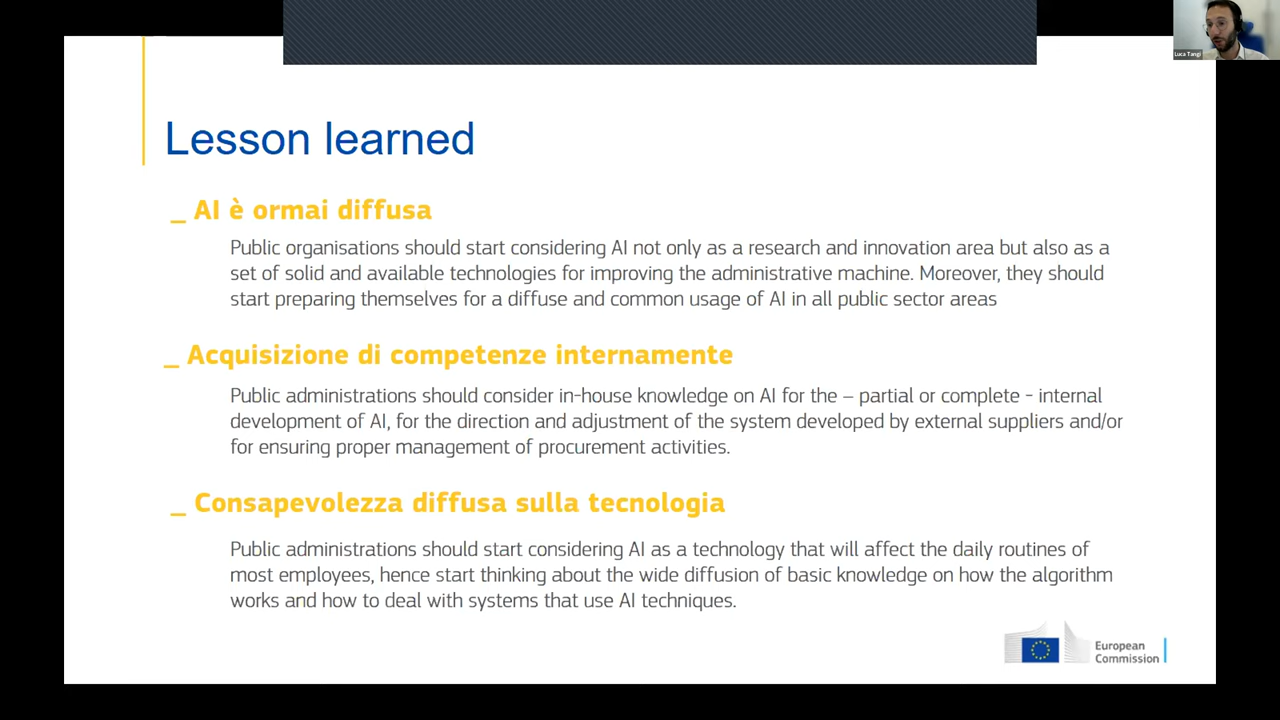 Luca Tangi
Lesson learned
_ AI è ormai diffusa
Public organisations should start considering AI not only as a research and innovation area but also as a
set of solid and available technologies for improving the administrative machine. Moreover, they should
start preparing themselves for a diffuse and common usage of AI in all public sector areas
_ Acquisizione di competenze internamente
Public administrations should consider in-house knowledge on AI for the – partial or complete - internal
development of AI, for the direction and adjustment of the system developed by external suppliers and/or
for ensuring proper management of procurement activities.
_ Consapevolezza diffusa sulla tecnologia
Public administrations should start considering AI as a technology that will affect the daily routines of
most employees, hence start thinking about the wide diffusion of basic knowledge on how the algorithm
works and how to deal with systems that use AI techniques.
European
Commission